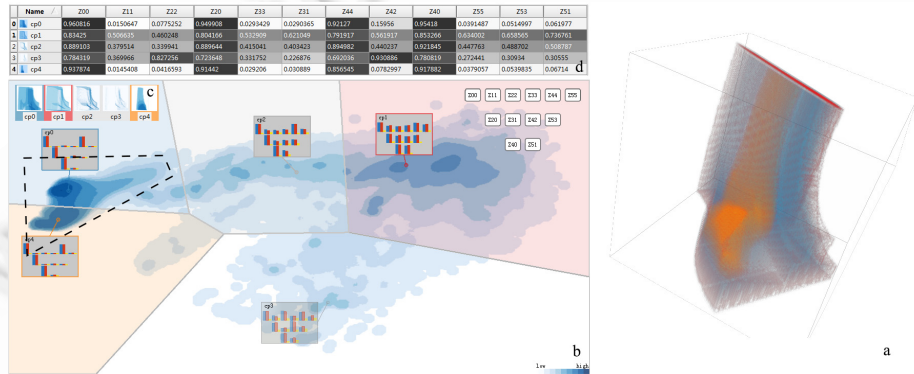 Name / Z00 Z11 Z22 Z20 Z33 Z31 Z44 Z42 Z40 Z55 Z53 Z51
0 cp0 0.960816 0.0150647 0.0775252 0.949908 0.0293429 0.0290365 0.92127 0.15956 0.95418 0.0391487 0.0514997 0.061977
1 cp1 0.83425 0.506635 0.460248 0.804166 0.532909 0.621049 0.791917 0.561917 0.853266 0.634002 0.658565 0.736761
2 cp2 0.889103 0.379514 0.339941 0.889644 0.415041 0.403423 0.894982 0.440237 0.921845 0.447763 0.488702 0.508787
3 cp3 0.784319 0.369966 0.827256 0.723648 0.331752 0.226876 0.692036 0.930886 0.780819 0.272441 0.30934 0.30555
4 cp4 0.937874 0.0145408 0.0416593 0.91442 0.029206 0.030889 0.856545 0.0782997 0.917882 0.0379057 0.0539835 0.06714
d
c
cp0 cp1 cp2 cp3 cp4
Z00 Z11 Z22 Z33 Z44 Z55
Z20 Z31 Z42 Z53
Z40 Z51
cp2
cp1
cp0
cp4
cp3
b
low high
a